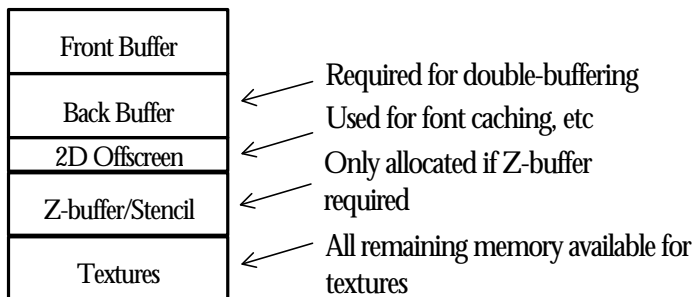 Front Buffer
Back Buffer
2D Offscreen
Z-buffer/Stencil
Textures
Required for double-buffering
Used for font caching, etc
Only allocated if Z-buffer
required
All remaining memory available for
textures